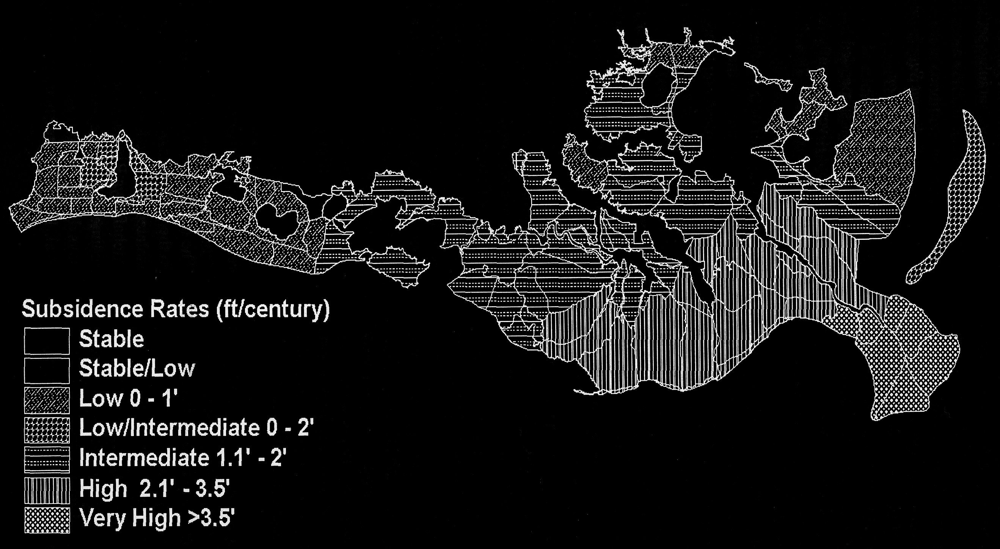 Subsidence Rates (ft/century)
Stable
Stable/Low
Low 0 - 1'
Low/Intermediate 0 - 2'
Intermediate 1.1' - 2'
High 2.1' - 3.5'
Very High >3.5'